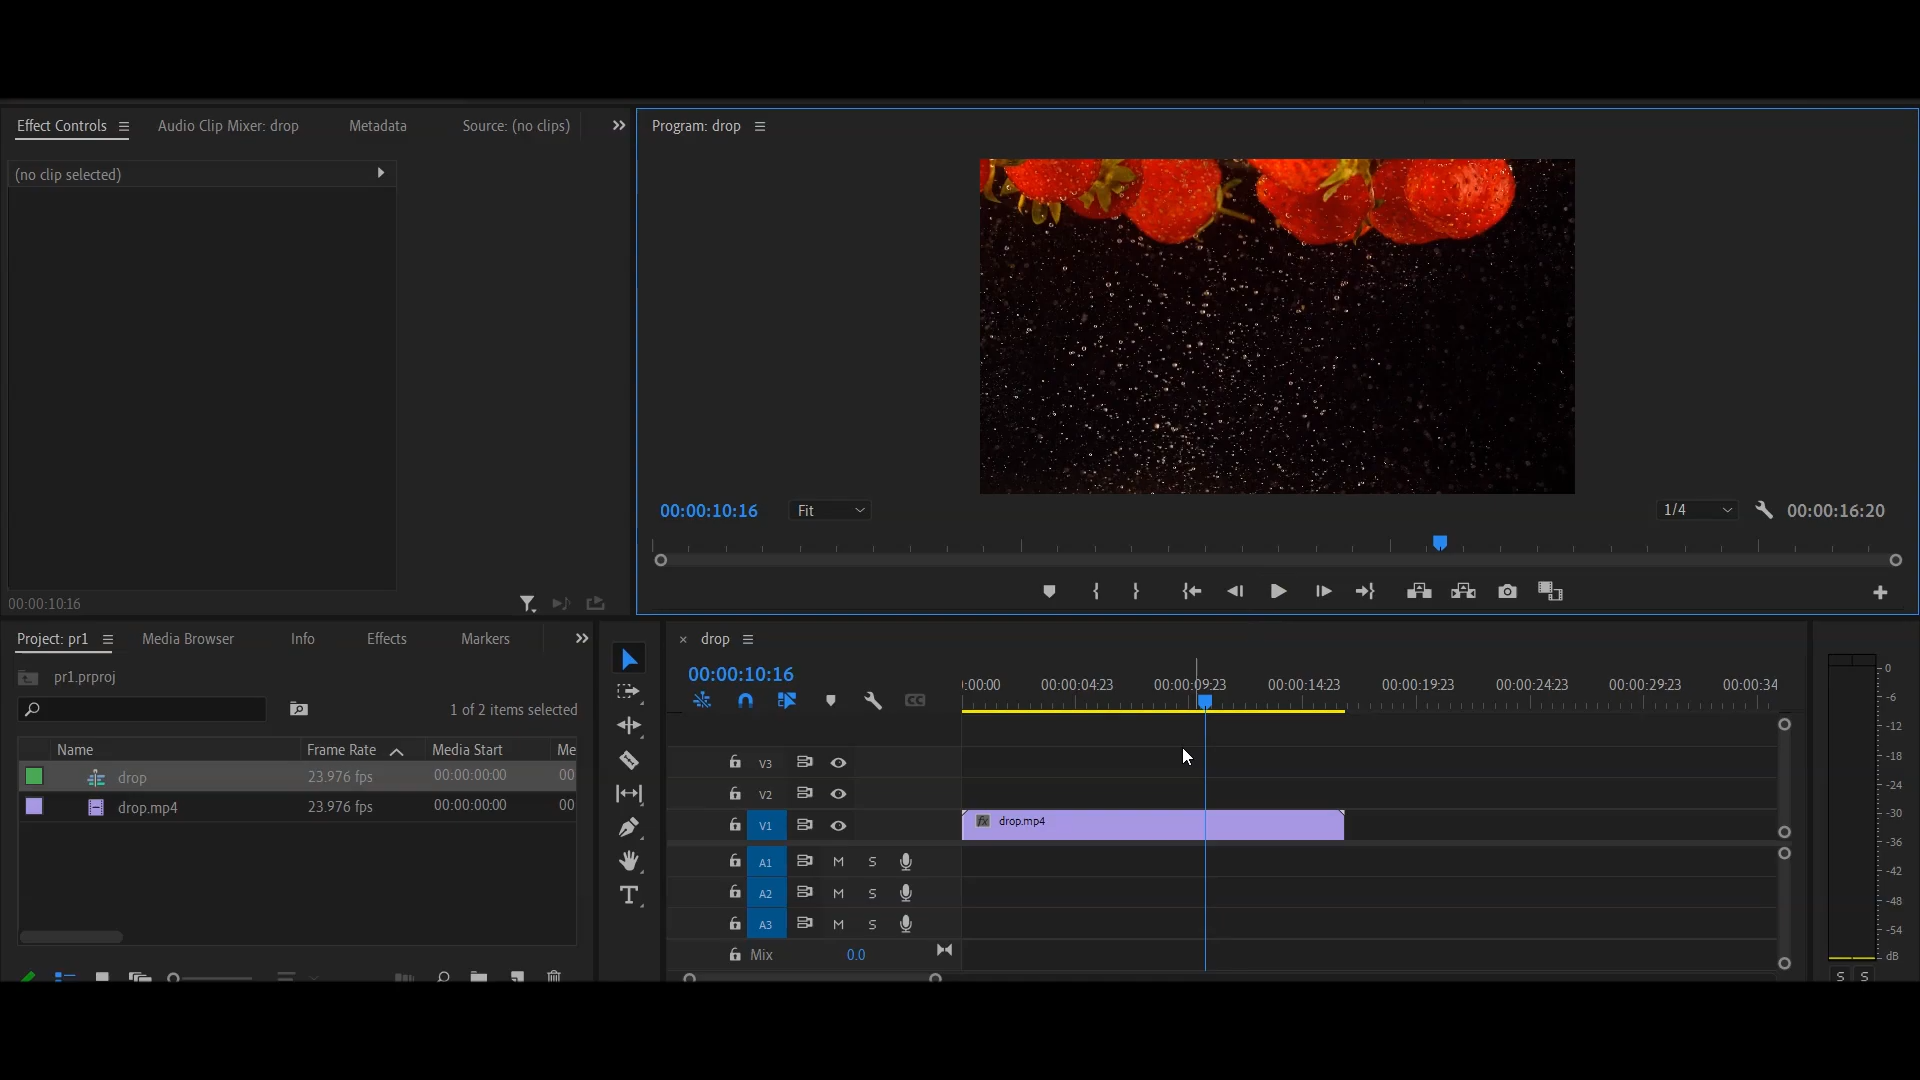 Effect Controls
Audio Clip Mixer: drop
Metadata
Source: (no clips)
Program: drop
(no clip selected)
00:00:10:16
Fit
1/4
00:00:16:20
00:00:10:16
Project: pr1
Media Browser
Info
Effects
Markers
drop
pr1.prproj
00:00:10:16
:00:00
00:00:04:23
00:00:09:23
00:00:14:23
00:00:19:23
00:00:24:23
00:00:29:23
00:00:34
CC
1 of 2 items selected
Name
Frame Rate
Media Start
Me
drop
23.976 fps
00:00:00:00
00
drop.mp4
23.976 fps
00:00:00:00
00
V3
V2
V1
fx drop.mp4
A1
M
S
A2
M
S
A3
M
S
Mix
0.0
0
-6
-12
-18
-24
-30
-36
-42
-48
-54
dB
S
S